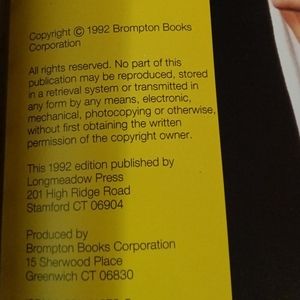 Copyright © 1992 Brompton Books
Corporation
All rights reserved. No part of this
publication may be reproduced, stored
in a retrieval system or transmitted in
any form by any means, electronic,
mechanical, photocopying or otherwise,
without first obtaining the written
permission of the copyright owner.
This 1992 edition published by
Longmeadow Press
201 High Ridge Road
Stamford CT 06904
Produced by
Brompton Books Corporation
15 Sherwood Place
Greenwich CT 06830